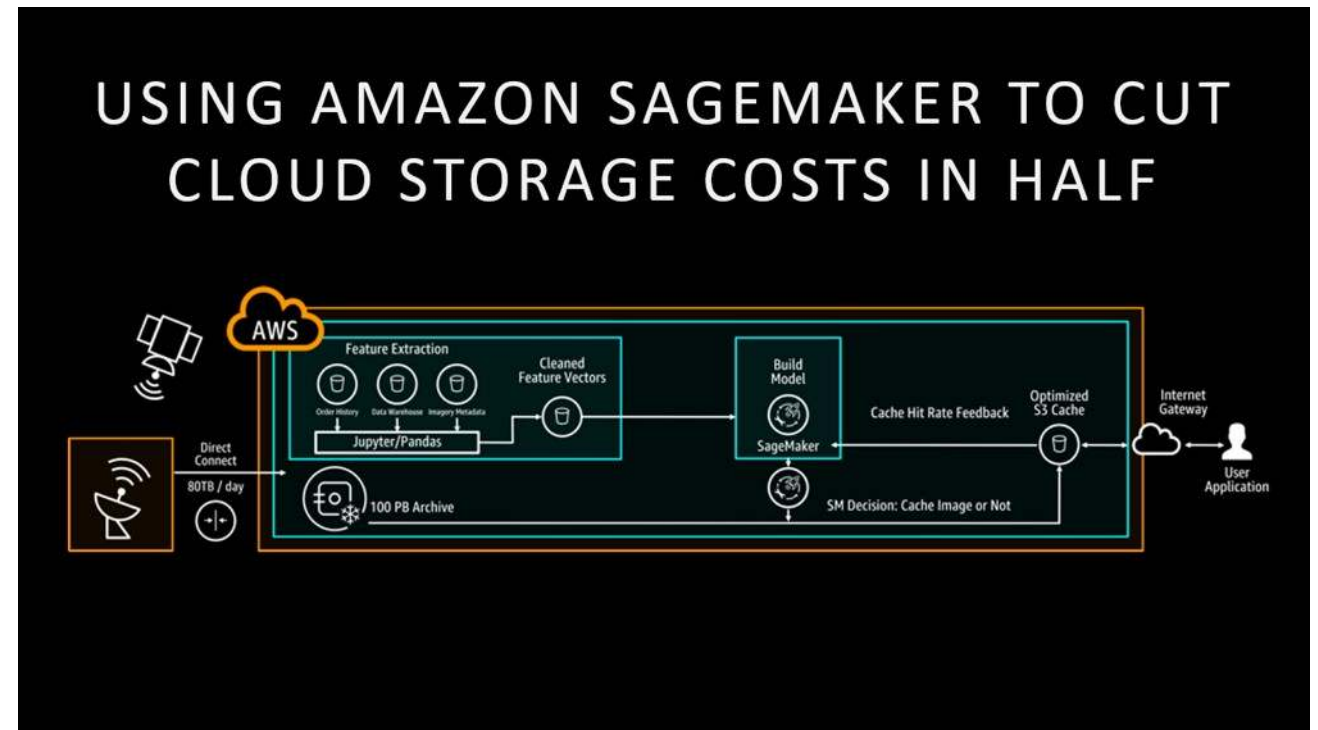 USING AMAZON SAGEMAKER TO CUT
CLOUD STORAGE COSTS IN HALF
AWS
Feature Extraction
Order History
Data Warehouse
Imagery Metadata
Jupyter/Pandas
Cleaned
Feature Vectors
Build
Model
SageMaker
Cache Hit Rate Feedback
Optimized
S3 Cache
Internet
Gateway
User
Application
Direct
Connect
80TB / day
100 PB Archive
SM Decision: Cache Image or Not